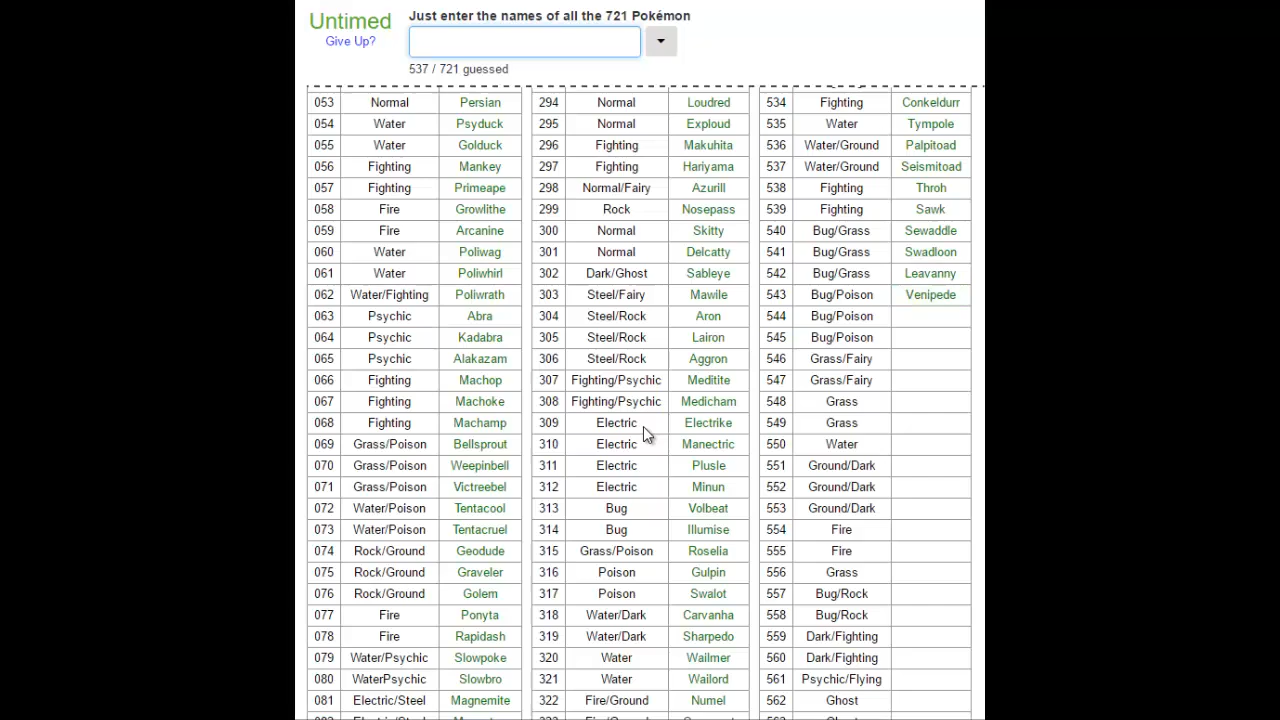 Untimed
Give Up?
Just enter the names of all the 721 Pokémon
537 / 721 guessed
053 Normal Persian 294 Normal Loudred 534 Fighting Conkeldurr
054 Water Psyduck 295 Normal Exploud 535 Water Tympole
055 Water Golduck 296 Fighting Makuhita 536 Water/Ground Palpitoad
056 Fighting Mankey 297 Fighting Hariyama 537 Water/Ground Seismitoad
057 Fighting Primeape 298 Normal/Fairy Azurill 538 Fighting Throh
058 Fire Growlithe 299 Rock Nosepass 539 Fighting Sawk
059 Fire Arcanine 300 Normal Skitty 540 Bug/Grass Sewaddle
060 Water Poliwag 301 Normal Delcatty 541 Bug/Grass Swadloon
061 Water Poliwhirl 302 Dark/Ghost Sableye 542 Bug/Grass Leavanny
062 Water/Fighting Poliwrath 303 Steel/Fairy Mawile 543 Bug/Poison Venipede
063 Psychic Abra 304 Steel/Rock Aron 544 Bug/Poison
064 Psychic Kadabra 305 Steel/Rock Lairon 545 Bug/Poison
065 Psychic Alakazam 306 Steel/Rock Aggron 546 Grass/Fairy
066 Fighting Machop 307 Fighting/Psychic Meditite 547 Grass/Fairy
067 Fighting Machoke 308 Fighting/Psychic Medicham 548 Grass
068 Fighting Machamp 309 Electric Electrike 549 Grass
069 Grass/Poison Bellsprout 310 Electric Manectric 550 Water
070 Grass/Poison Weepinbell 311 Electric Plusle 551 Ground/Dark
071 Grass/Poison Victreebel 312 Electric Minun 552 Ground/Dark
072 Water/Poison Tentacool 313 Bug Volbeat 553 Ground/Dark
073 Water/Poison Tentacruel 314 Bug Illumise 554 Fire
074 Rock/Ground Geodude 315 Grass/Poison Roselia 555 Fire
075 Rock/Ground Graveler 316 Poison Gulpin 556 Grass
076 Rock/Ground Golem 317 Poison Swalot 557 Bug/Rock
077 Fire Ponyta 318 Water/Dark Carvanha 558 Bug/Rock
078 Fire Rapidash 319 Water/Dark Sharpedo 559 Dark/Fighting
079 Water/Psychic Slowpoke 320 Water Wailmer 560 Dark/Fighting
080 WaterPsychic Slowbro 321 Water Wailord 561 Psychic/Flying
081 Electric/Steel Magnemite 322 Fire/Ground Numel 562 Ghost